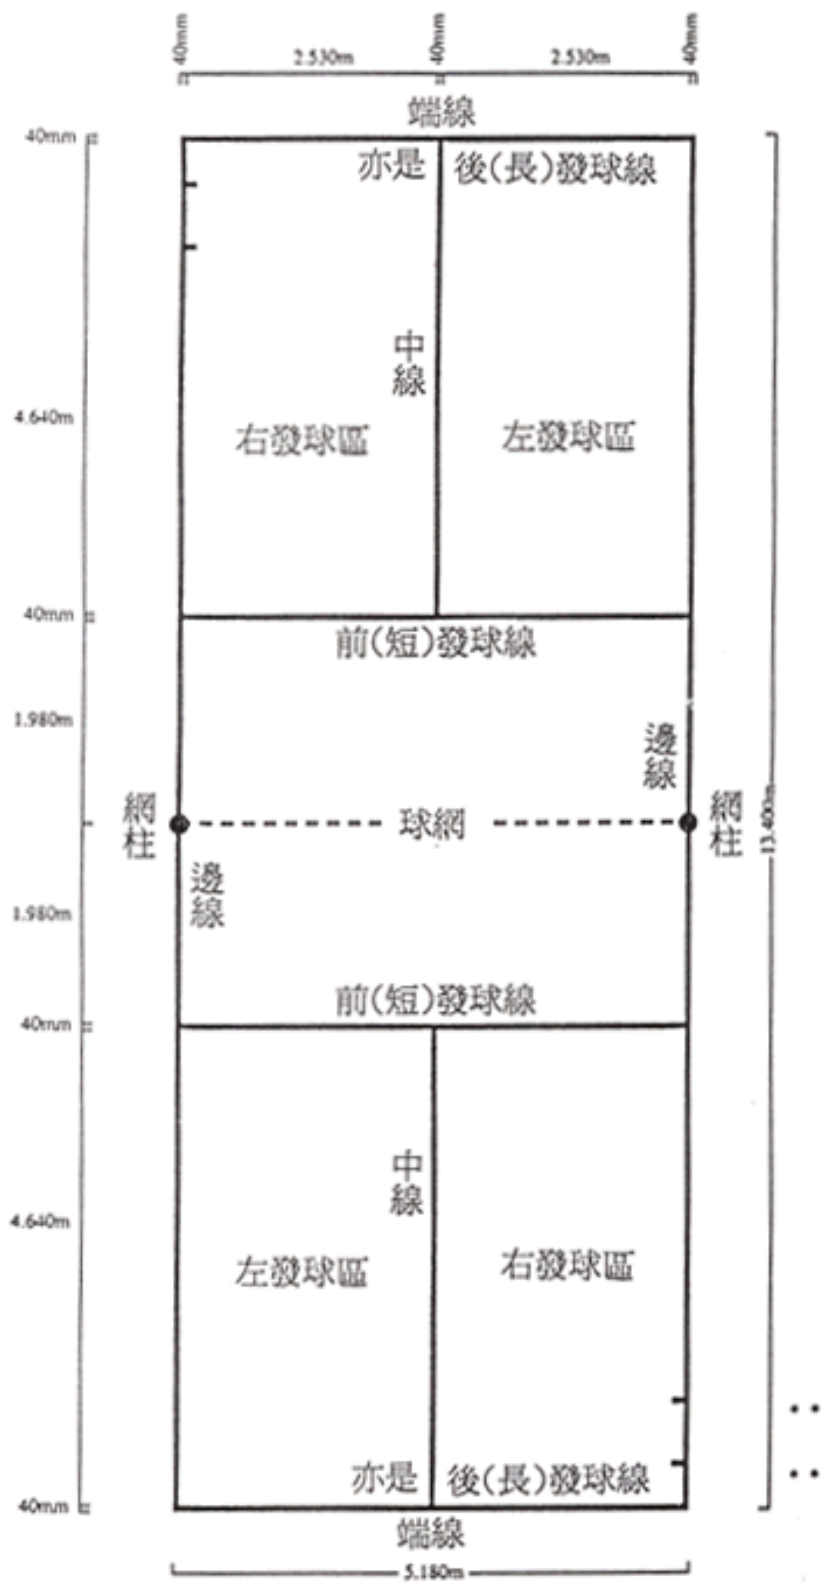 40mm 40mm 40mm
2.530m 2.530m
端線
40mm
亦是 後(長)發球線
中線
4.640m
右發球區 左發球區
40mm
前(短)發球線
1.980m
邊線
網柱 球網 網柱
13.400m
邊線
1.980m
前(短)發球線
40mm
中線
4.640m
左發球區 右發球區
亦是 後(長)發球線
40mm
端線
5.180m